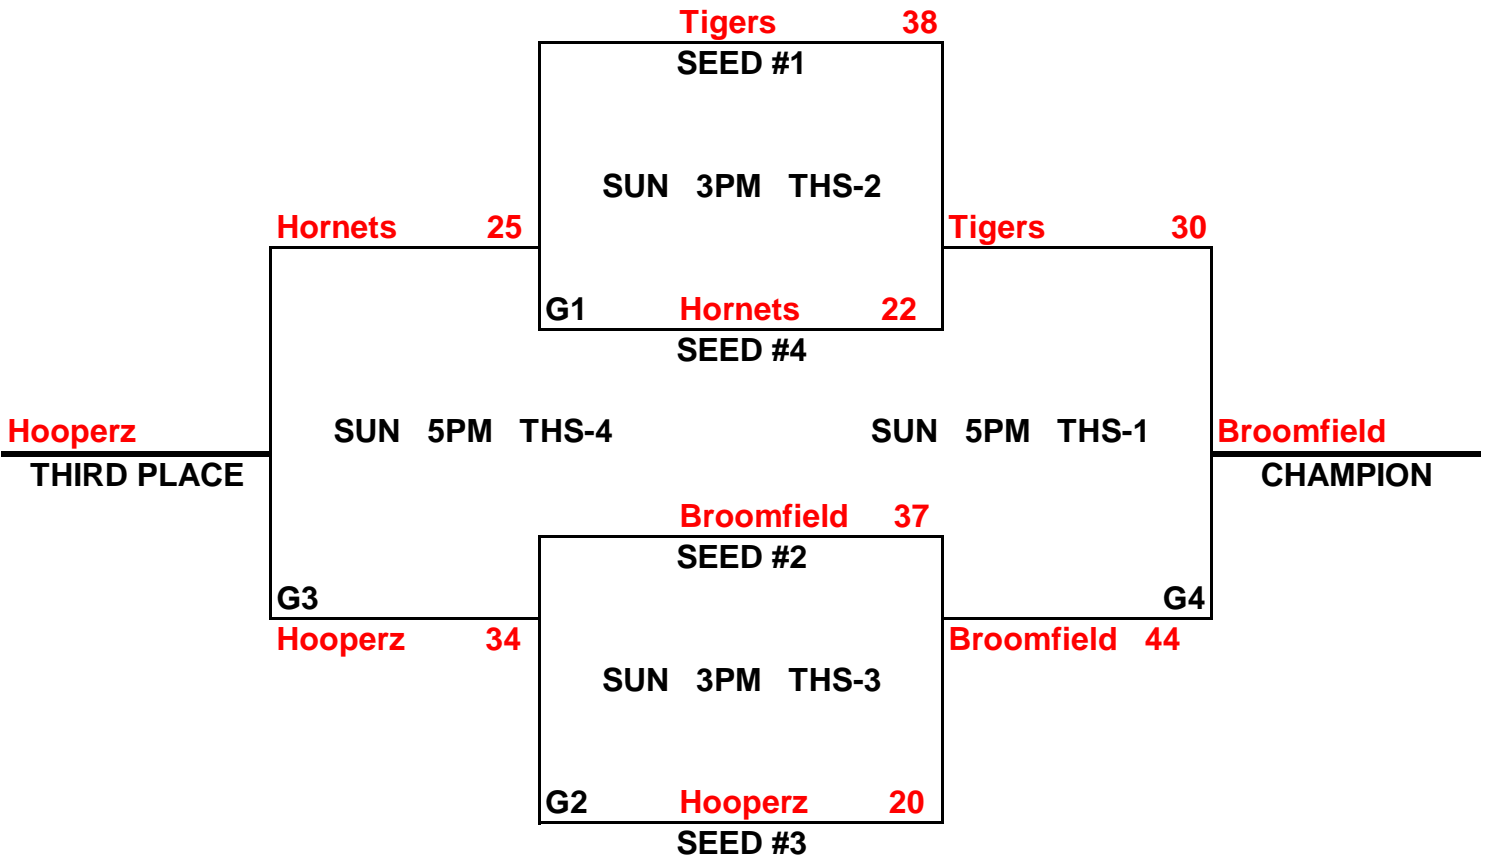 Tigers 38
SEED #1
SUN 3PM THS-2
Hornets 25
Tigers 30
G1 Hornets 22
SEED #4
Hooperz
THIRD PLACE
SUN 5PM THS-4
SUN 5PM THS-1
Broomfield
CHAMPION
Broomfield 37
SEED #2
G3
G4
Hooperz 34
Broomfield 44
SUN 3PM THS-3
G2 Hooperz 20
SEED #3